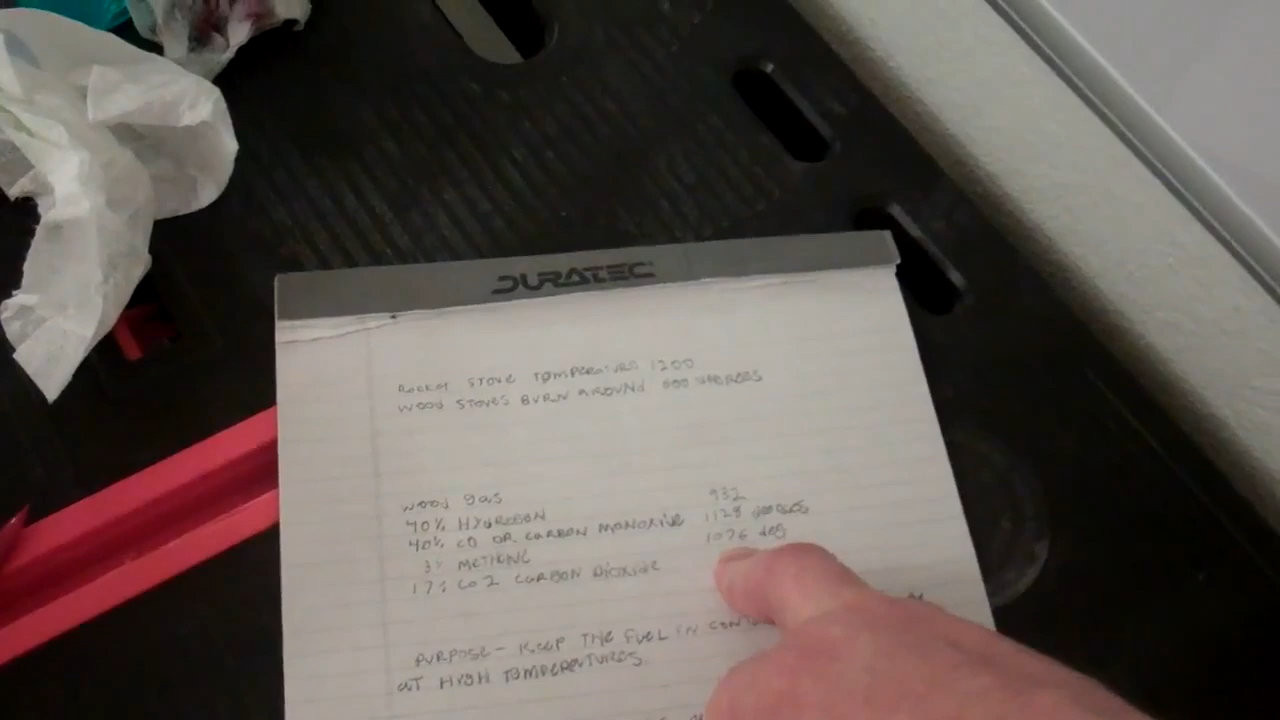 DURATEC
ROCKET STOVE TEMPERATURE 1200
WOOD STOVES BURN AROUND 600 DEGREES
WOOD gAS
40% HYDROGEN 932
40% CO OR CARBON MONOXIDE 1128 DEGREES
3% METHANE 1076 DEG
17% CO2 CARBON DIOXIDE
PURPOSE - KEEP THE FUEL IN
AT HIGH TEMPERATURES